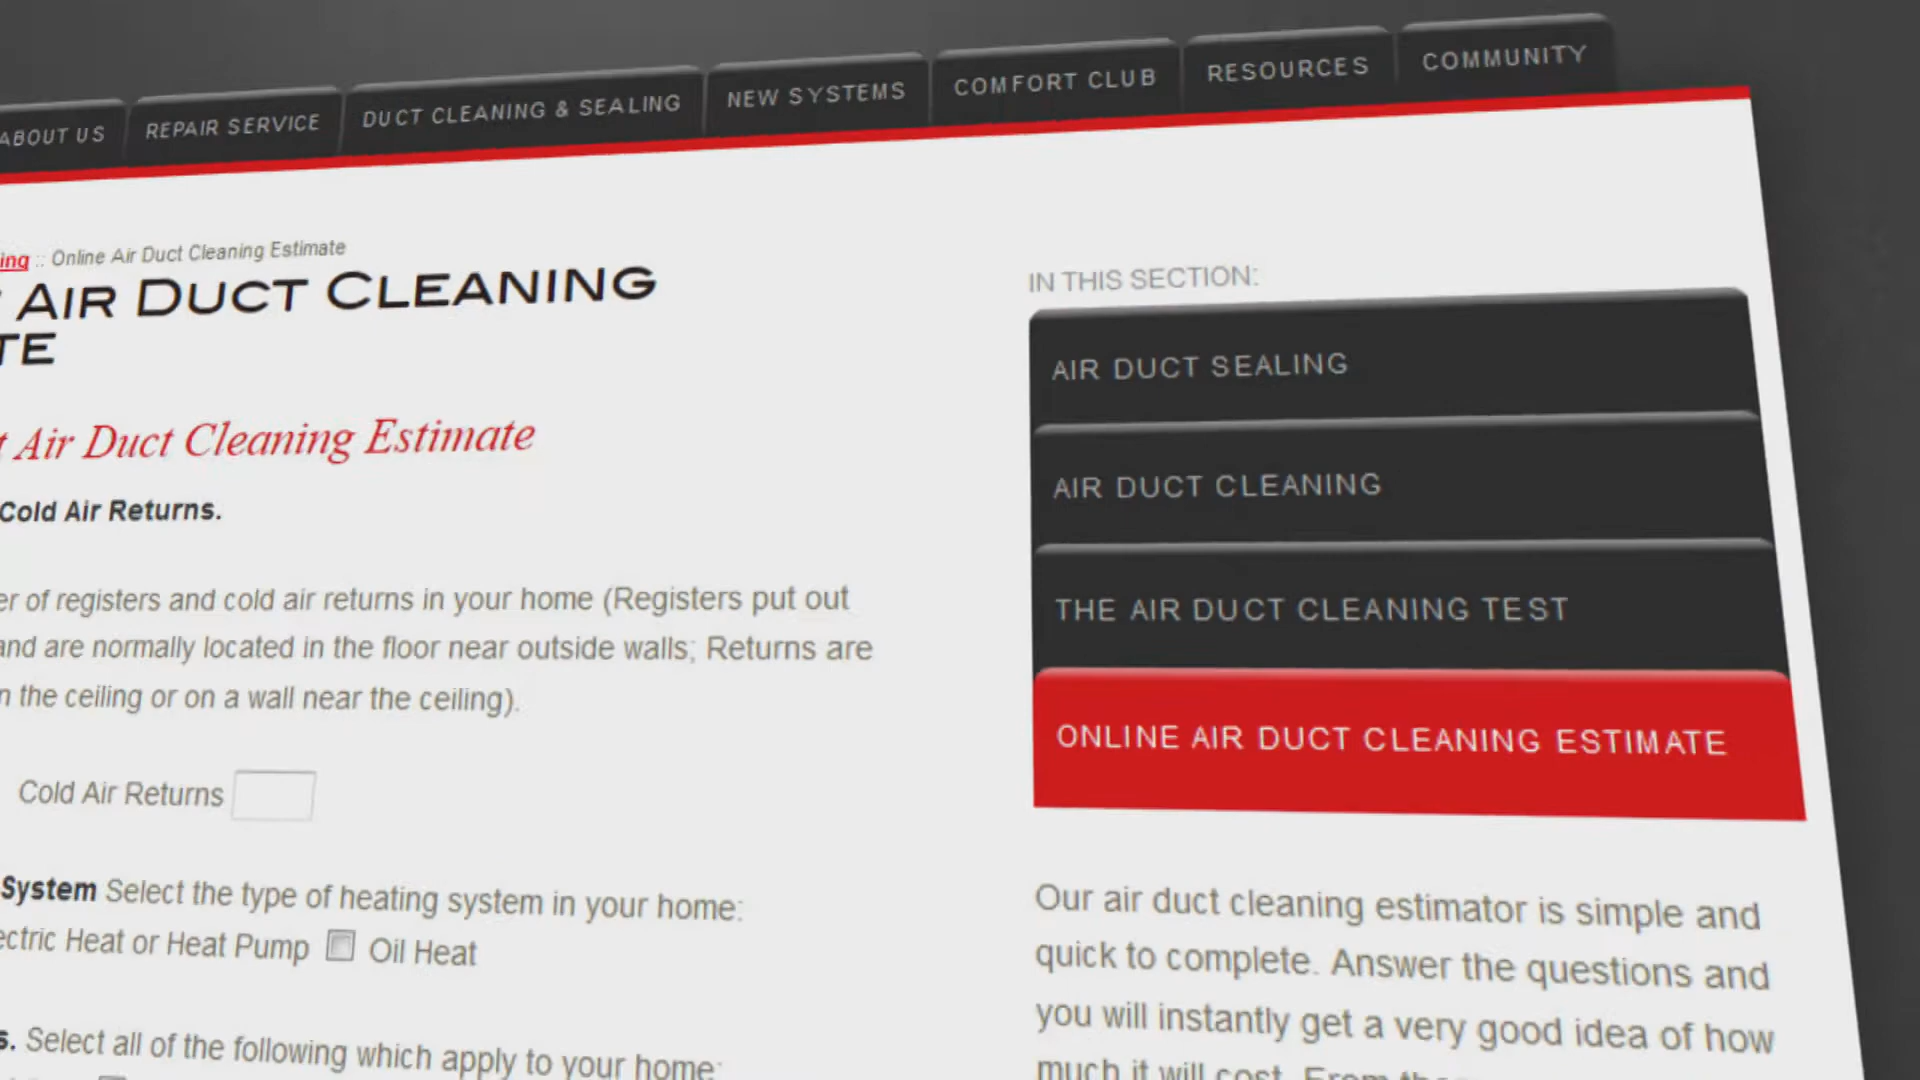 ABOUT US
REPAIR SERVICE
DUCT CLEANING & SEALING
NEW SYSTEMS
COMFORT CLUB
RESOURCES
COMMUNITY
ing :: Online Air Duct Cleaning Estimate
AIR DUCT CLEANING
TE
t Air Duct Cleaning Estimate
Cold Air Returns.
er of registers and cold air returns in your home (Registers put out
and are normally located in the floor near outside walls; Returns are
n the ceiling or on a wall near the ceiling).
Cold Air Returns
System Select the type of heating system in your home:
ectric Heat or Heat Pump Oil Heat
s. Select all of the following which apply to your home:
IN THIS SECTION:
AIR DUCT SEALING
AIR DUCT CLEANING
THE AIR DUCT CLEANING TEST
ONLINE AIR DUCT CLEANING ESTIMATE
Our air duct cleaning estimator is simple and
quick to complete. Answer the questions and
you will instantly get a very good idea of how
much it will cost. From